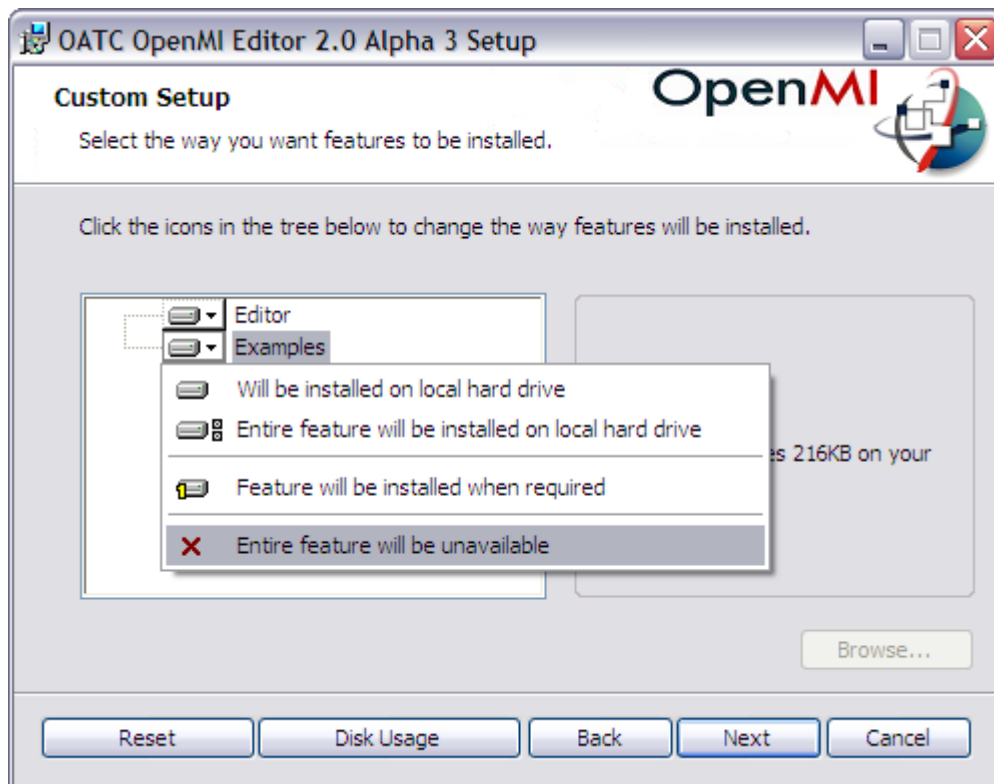 OATC OpenMI Editor 2.0 Alpha 3 Setup
Custom Setup
OpenMI
Select the way you want features to be installed.
Click the icons in the tree below to change the way features will be installed.
Editor
Examples
Will be installed on local hard drive
Entire feature will be installed on local hard drive
216KB on your
Feature will be installed when required
Entire feature will be unavailable
Browse...
Reset Disk Usage Back Next Cancel